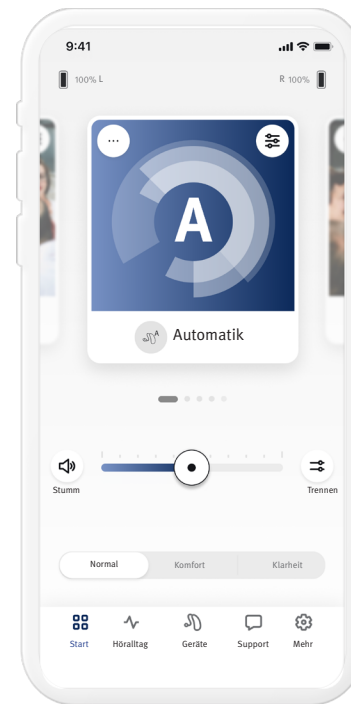 9:41
100% L
R 100%
A
A
Automatik
Stumm
Trennen
Normal
Komfort
Klarheit
Start
Höralltag
Geräte
Support
Mehr